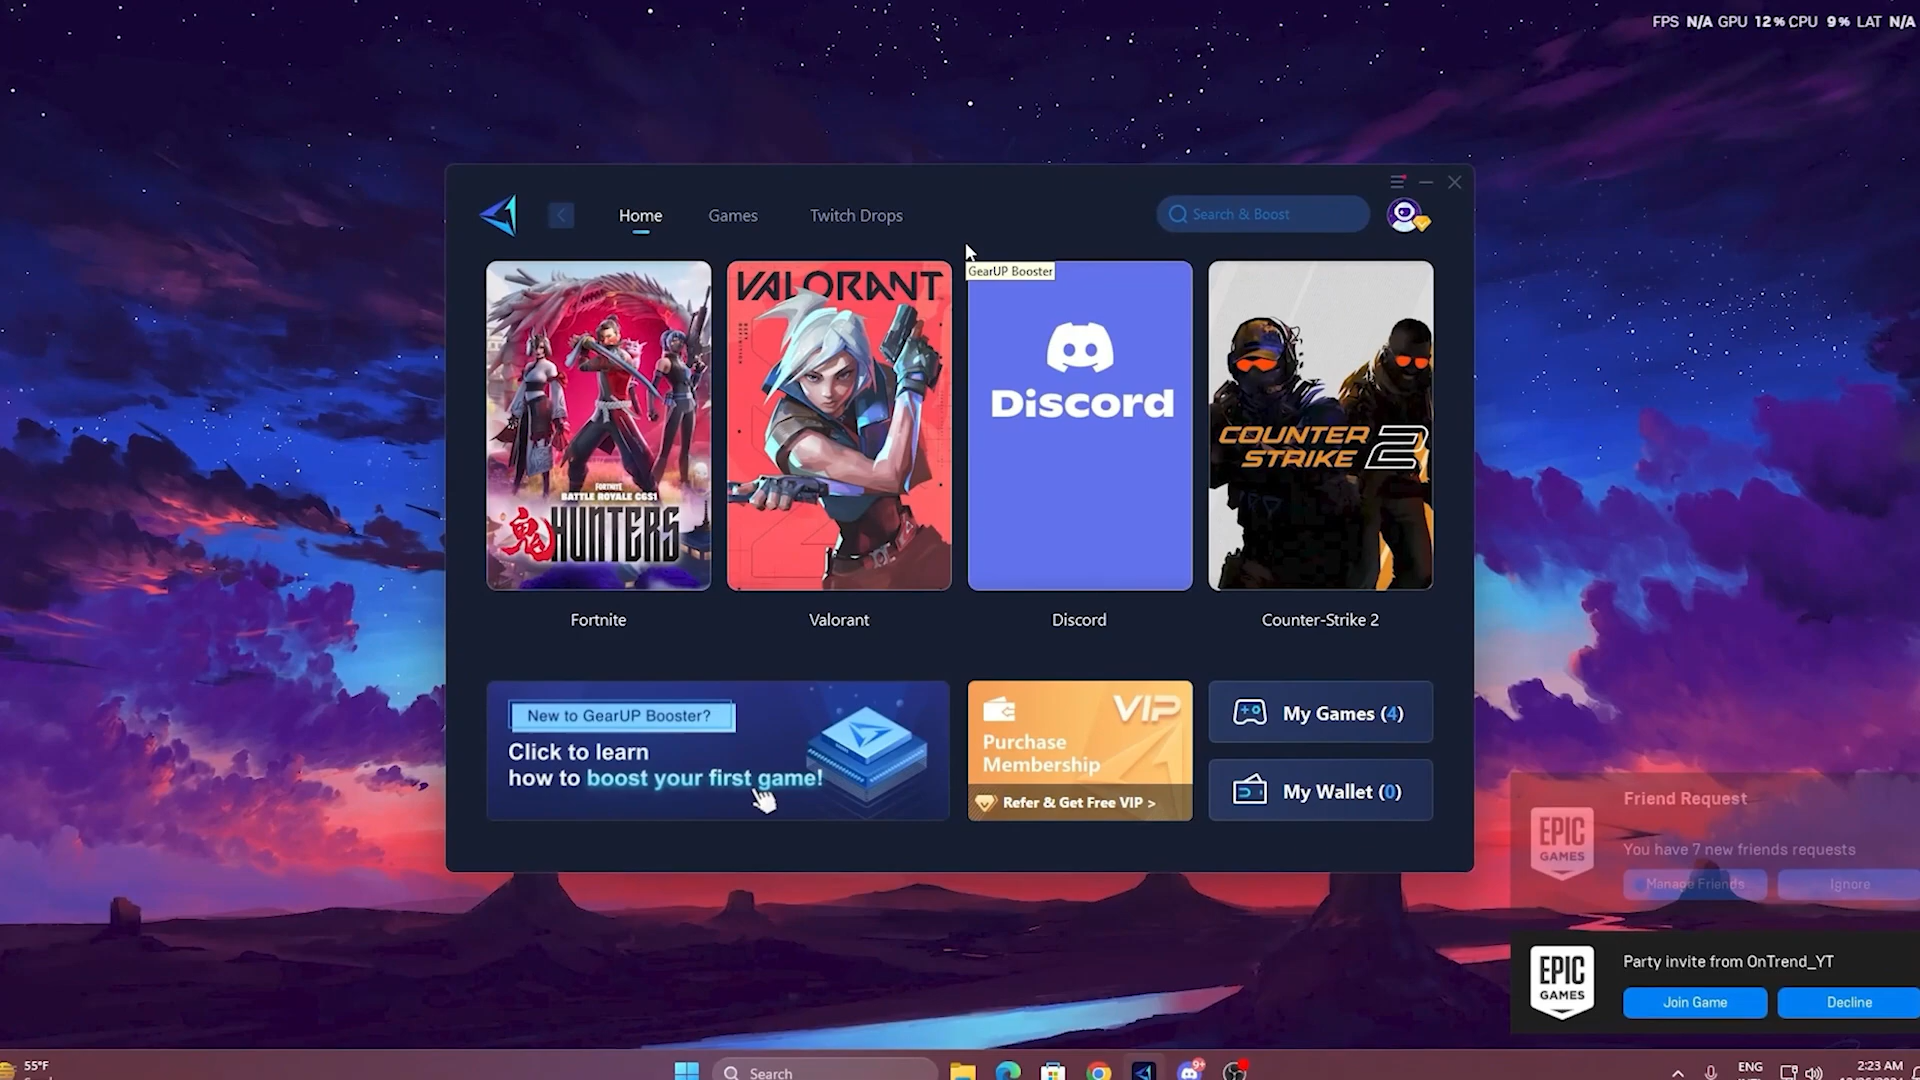 FPS N/A GPU 12% CPU 9% LAT N/A
Home
Games
Twitch Drops
Search & Boost
GearUP Booster
FORTNITE
BATTLE ROYALE C6S1
鬼 HUNTERS
VALORANT
Discord
COUNTER
STRIKE 2
Fortnite
Valorant
Discord
Counter-Strike 2
New to GearUP Booster?
Click to learn
how to boost your first game!
VIP
Purchase
Membership
Refer & Get Free VIP >
My Games (4)
My Wallet (0)
Friend Request
EPIC
GAMES
You have 7 new friends requests
Manage Friends
Ignore
EPIC
GAMES
Party invite from OnTrend_YT
Join Game
Decline
55°F
Search
9+
ENG
2:23 AM